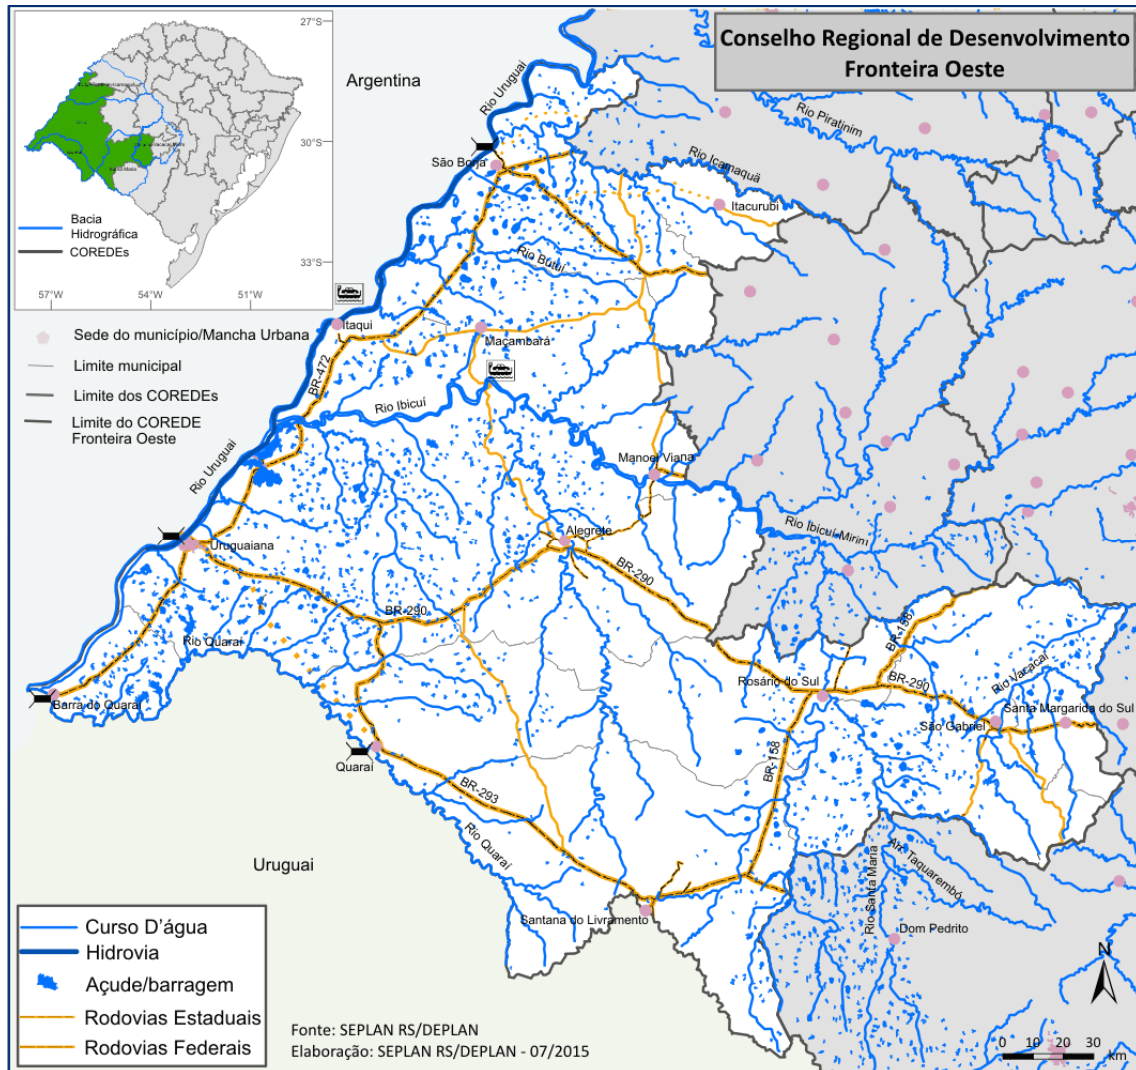 Conselho Regional de Desenvolvimento
Fronteira Oeste
27°S
30°S
33°S
57°W
54°W
51°W
Bacia
Hidrográfica
COREDEs
Sede do município/Mancha Urbana
Limite municipal
Limite dos COREDEs
Limite do COREDE
Fronteira Oeste
Argentina
Rio Uruguai
Rio Piratinim
Rio Icamaquã
São Borja
Itacurubi
Rio Butuí
Itaqui
Maçambará
BR-472
Rio Ibicuí
Rio Uruguai
Manoel Viana
Rio Ibicuí-Mirim
Alegrete
Uruguaiana
BR-290
BR-290
BR-158
Rio Quaraí
Rosário do Sul
BR-290
Rio Vacacaí
Barra do Quaraí
São Gabriel
Santa Margarida do Sul
Quaraí
BR-158
BR-293
Rio Quaraí
Uruguai
Arr. Taquarembó
Rio Santa Maria
Santana do Livramento
Dom Pedrito
N
Curso D'água
Hidrovia
Açude/barragem
Rodovias Estaduais
Rodovias Federais
Fonte: SEPLAN RS/DEPLAN
Elaboração: SEPLAN RS/DEPLAN - 07/2015
0 10 20 30
km